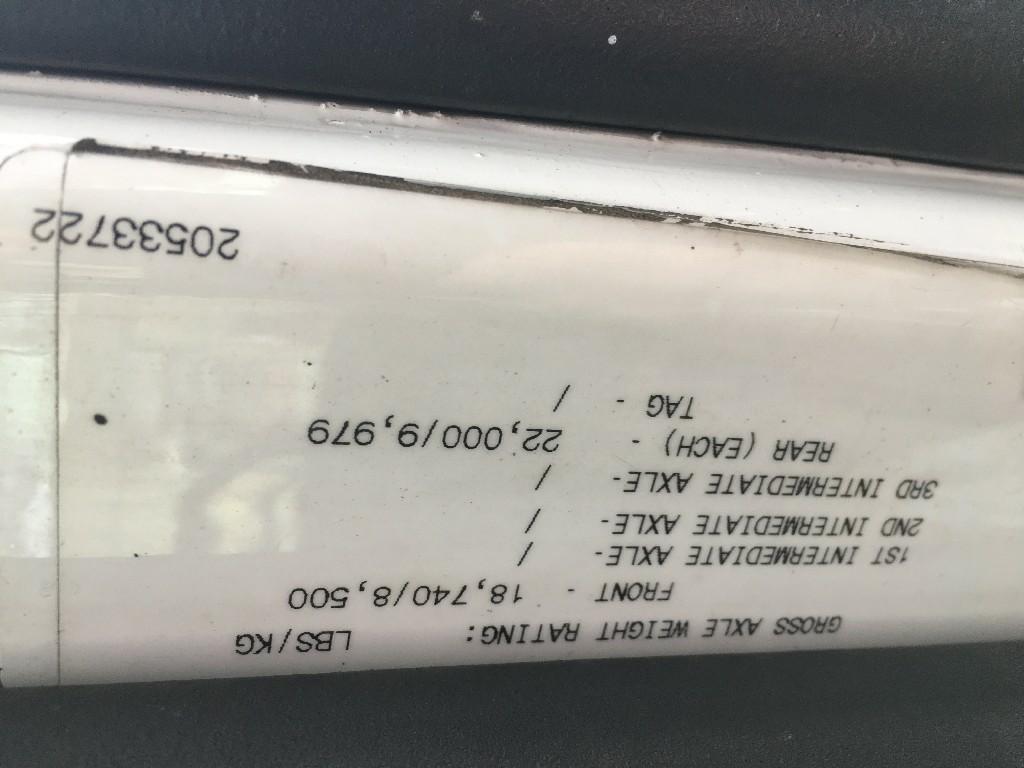 GROSS AXLE WEIGHT RATING: LBS/KG
FRONT - 18,740/8,500
1ST INTERMEDIATE AXLE- /
2ND INTERMEDIATE AXLE- /
3RD INTERMEDIATE AXLE- /
REAR (EACH) - 22,000/9,979
TAG - /
20533722